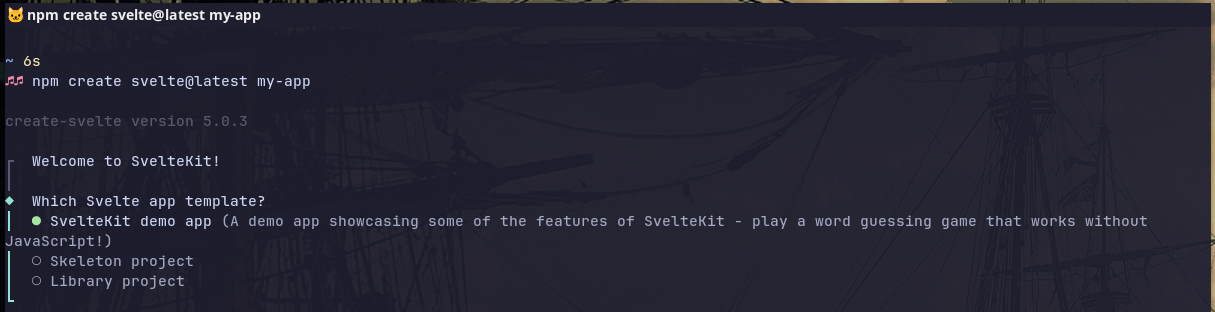 npm create svelte@latest my-app
~ 6s
npm create svelte@latest my-app
create-svelte version 5.0.3
Welcome to SvelteKit!
Which Svelte app template?
● SvelteKit demo app (A demo app showcasing some of the features of SvelteKit - play a word guessing game that works without
JavaScript!)
○ Skeleton project
○ Library project